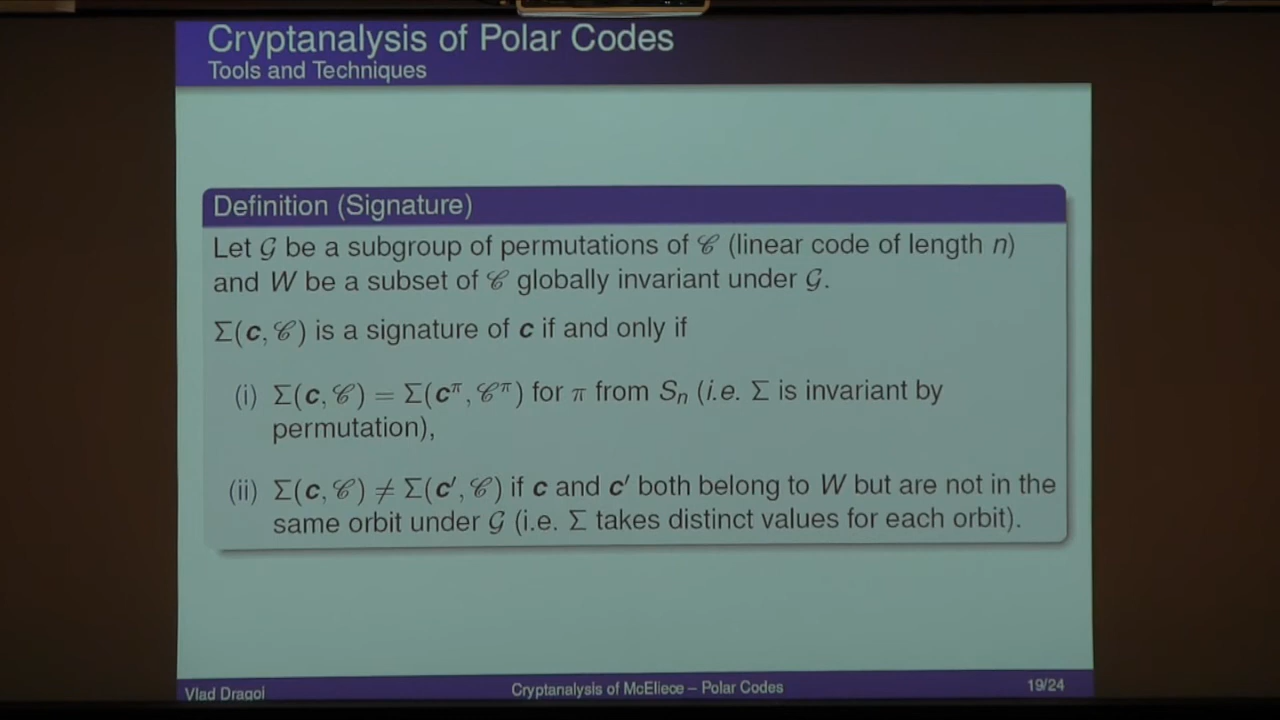 Cryptanalysis of Polar Codes
Tools and Techniques
Definition (Signature)
Let 𝒢 be a subgroup of permutations of 𝒞 (linear code of length n)
and W be a subset of 𝒞 globally invariant under 𝒢.
Σ(c, 𝒞) is a signature of c if and only if
(i) Σ(c, 𝒞) = Σ(c^π, 𝒞^π) for π from S_n (i.e. Σ is invariant by
permutation),
(ii) Σ(c, 𝒞) ≠ Σ(c′, 𝒞) if c and c′ both belong to W but are not in the
same orbit under 𝒢 (i.e. Σ takes distinct values for each orbit).
Vlad Dragoi
Cryptanalysis of McEliece – Polar Codes
19/24